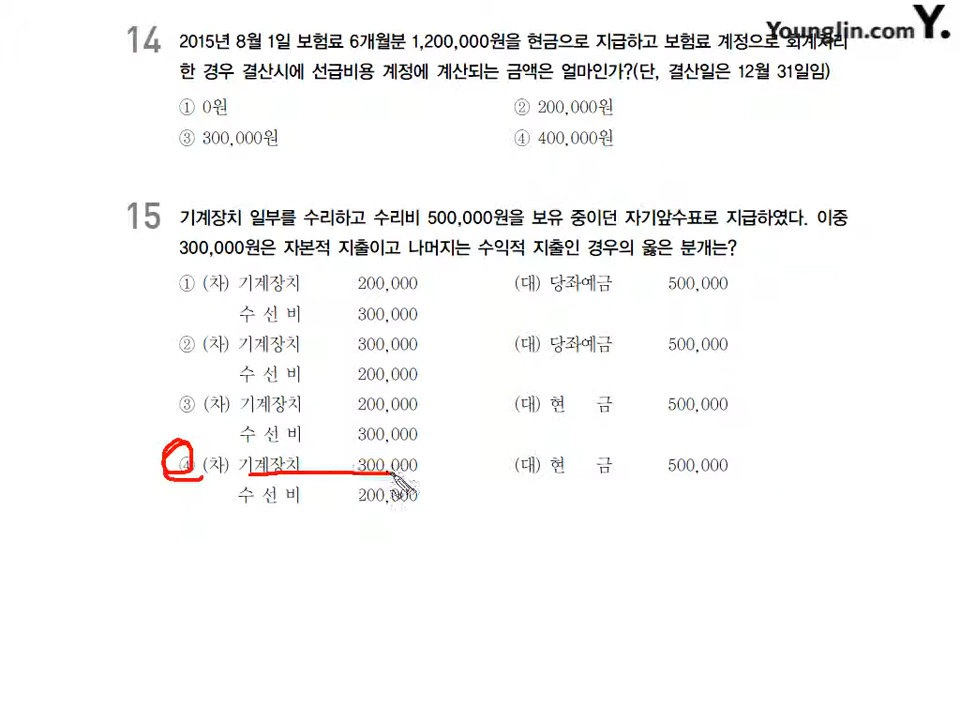 Younglin.com Y.
14 2015년 8월 1일 보험료 6개월분 1,200,000원을 현금으로 지급하고 보험료 계정으로 회계처리
한 경우 결산시에 선급비용 계정에 계산되는 금액은 얼마인가?(단, 결산일은 12월 31일임)
① 0원 ② 200,000원
③ 300,000원 ④ 400,000원
15 기계장치 일부를 수리하고 수리비 500,000원을 보유 중이던 자기앞수표로 지급하였다. 이중
300,000원은 자본적 지출이고 나머지는 수익적 지출인 경우의 옳은 분개는?
① (차) 기계장치 200,000 (대) 당좌예금 500,000
수 선 비 300,000
② (차) 기계장치 300,000 (대) 당좌예금 500,000
수 선 비 200,000
③ (차) 기계장치 200,000 (대) 현 금 500,000
수 선 비 300,000
④ (차) 기계장치 300,000 (대) 현 금 500,000
수 선 비 200,000